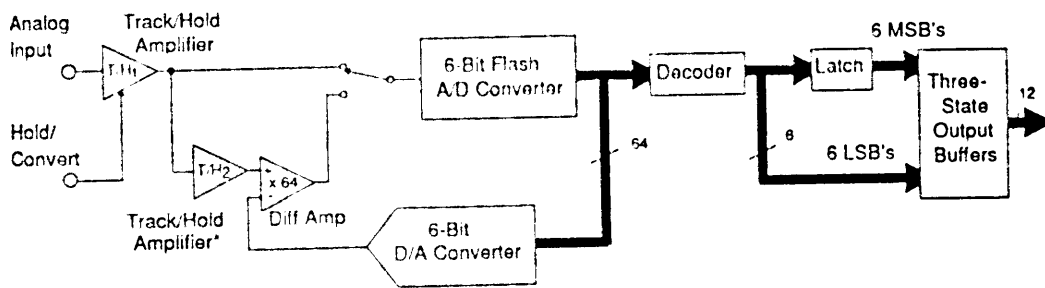 Analog
Input
Track/Hold
Amplifier
T/H1
Hold/
Convert
T/H2
Track/Hold
Amplifier*
+
x 64
-
Diff Amp
6-Bit Flash
A/D Converter
6-Bit
D/A Converter
64
Decoder
6
Latch
6 MSB's
6 LSB's
Three-
State
Output
Buffers
12